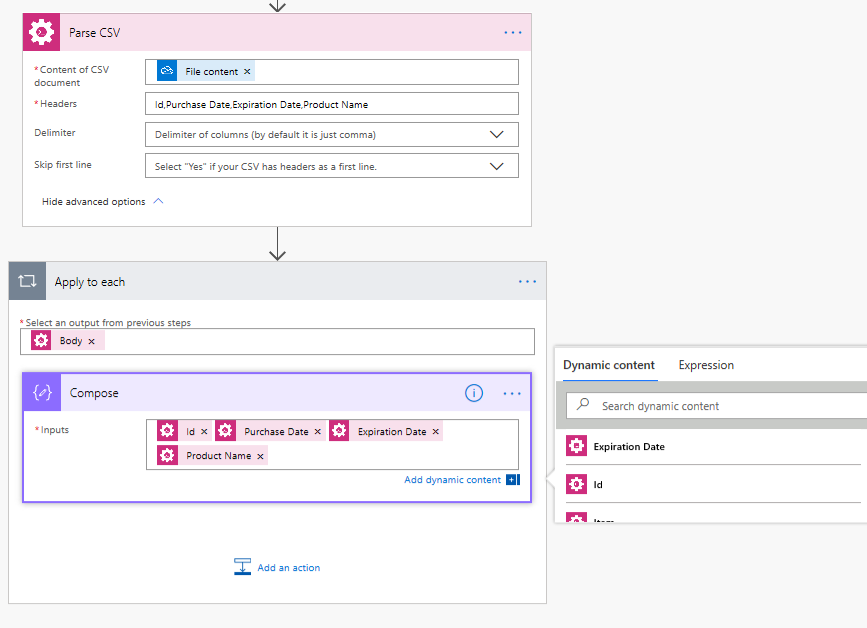 Parse CSV
...
*Content of CSV
document
File content ×
*Headers
Id,Purchase Date,Expiration Date,Product Name
Delimiter
Delimiter of columns (by default it is just comma)
Skip first line
Select "Yes" if your CSV has headers as a first line.
Hide advanced options
Apply to each
...
*Select an output from previous steps
Body ×
{ } Compose
i ...
*Inputs
Id × Purchase Date × Expiration Date ×
Product Name ×
Add dynamic content +
Add an action
Dynamic content Expression
Search dynamic content
Expiration Date
Id
Item